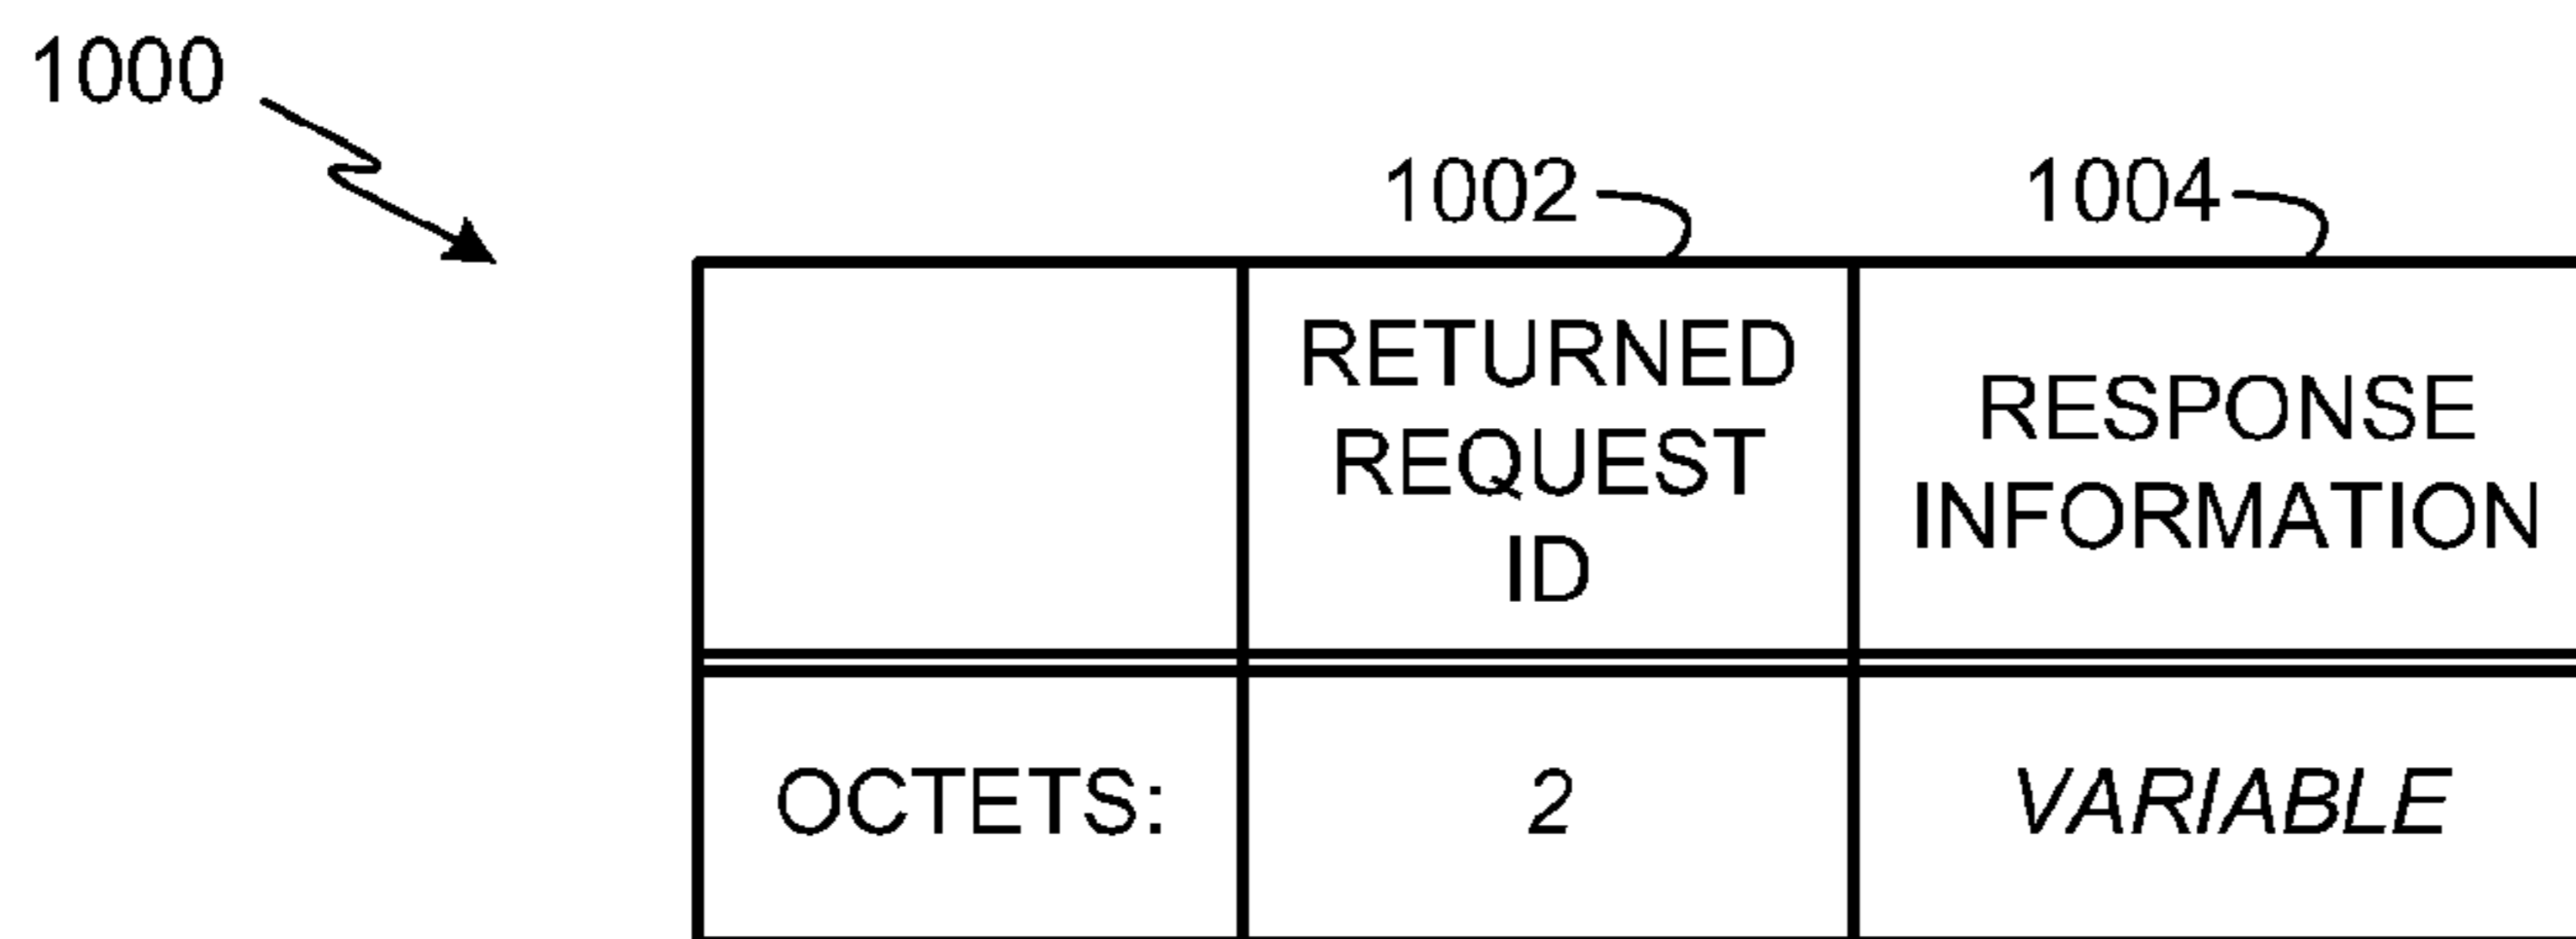 1000
1002
1004
RETURNED
REQUEST
ID
RESPONSE
INFORMATION
OCTETS:
2
VARIABLE